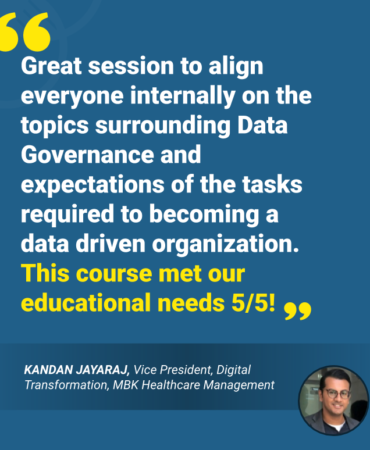 “
Great session to align
everyone internally on the
topics surrounding Data
Governance and
expectations of the tasks
required to becoming a
data driven organization.
This course met our
educational needs 5/5! ”
KANDAN JAYARAJ, Vice President, Digital
Transformation, MBK Healthcare Management